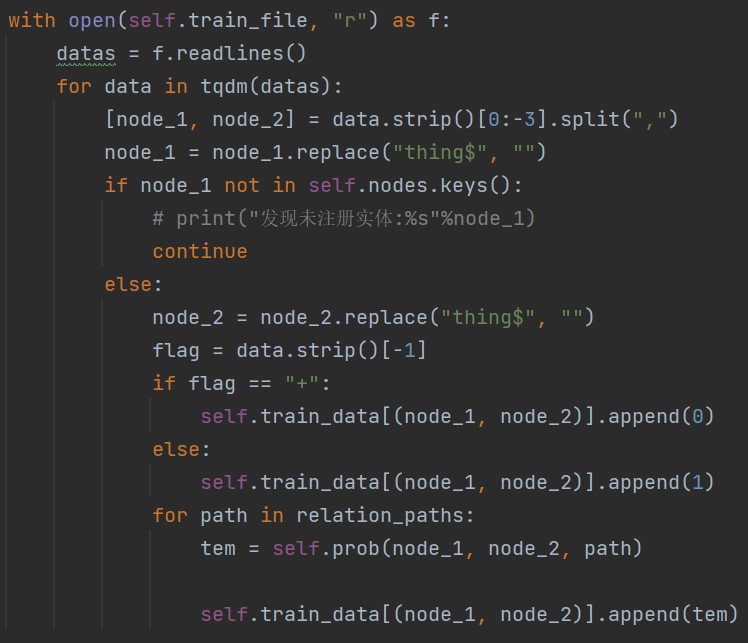 with open(self.train_file, "r") as f:
    datas = f.readlines()
    for data in tqdm(datas):
        [node_1, node_2] = data.strip()[0:-3].split(",")
        node_1 = node_1.replace("thing$", "")
        if node_1 not in self.nodes.keys():
            # print("发现未注册实体:%s"%node_1)
            continue
        else:
            node_2 = node_2.replace("thing$", "")
            flag = data.strip()[-1]
            if flag == "+":
                self.train_data[(node_1, node_2)].append(0)
            else:
                self.train_data[(node_1, node_2)].append(1)
            for path in relation_paths:
                tem = self.prob(node_1, node_2, path)
                self.train_data[(node_1, node_2)].append(tem)